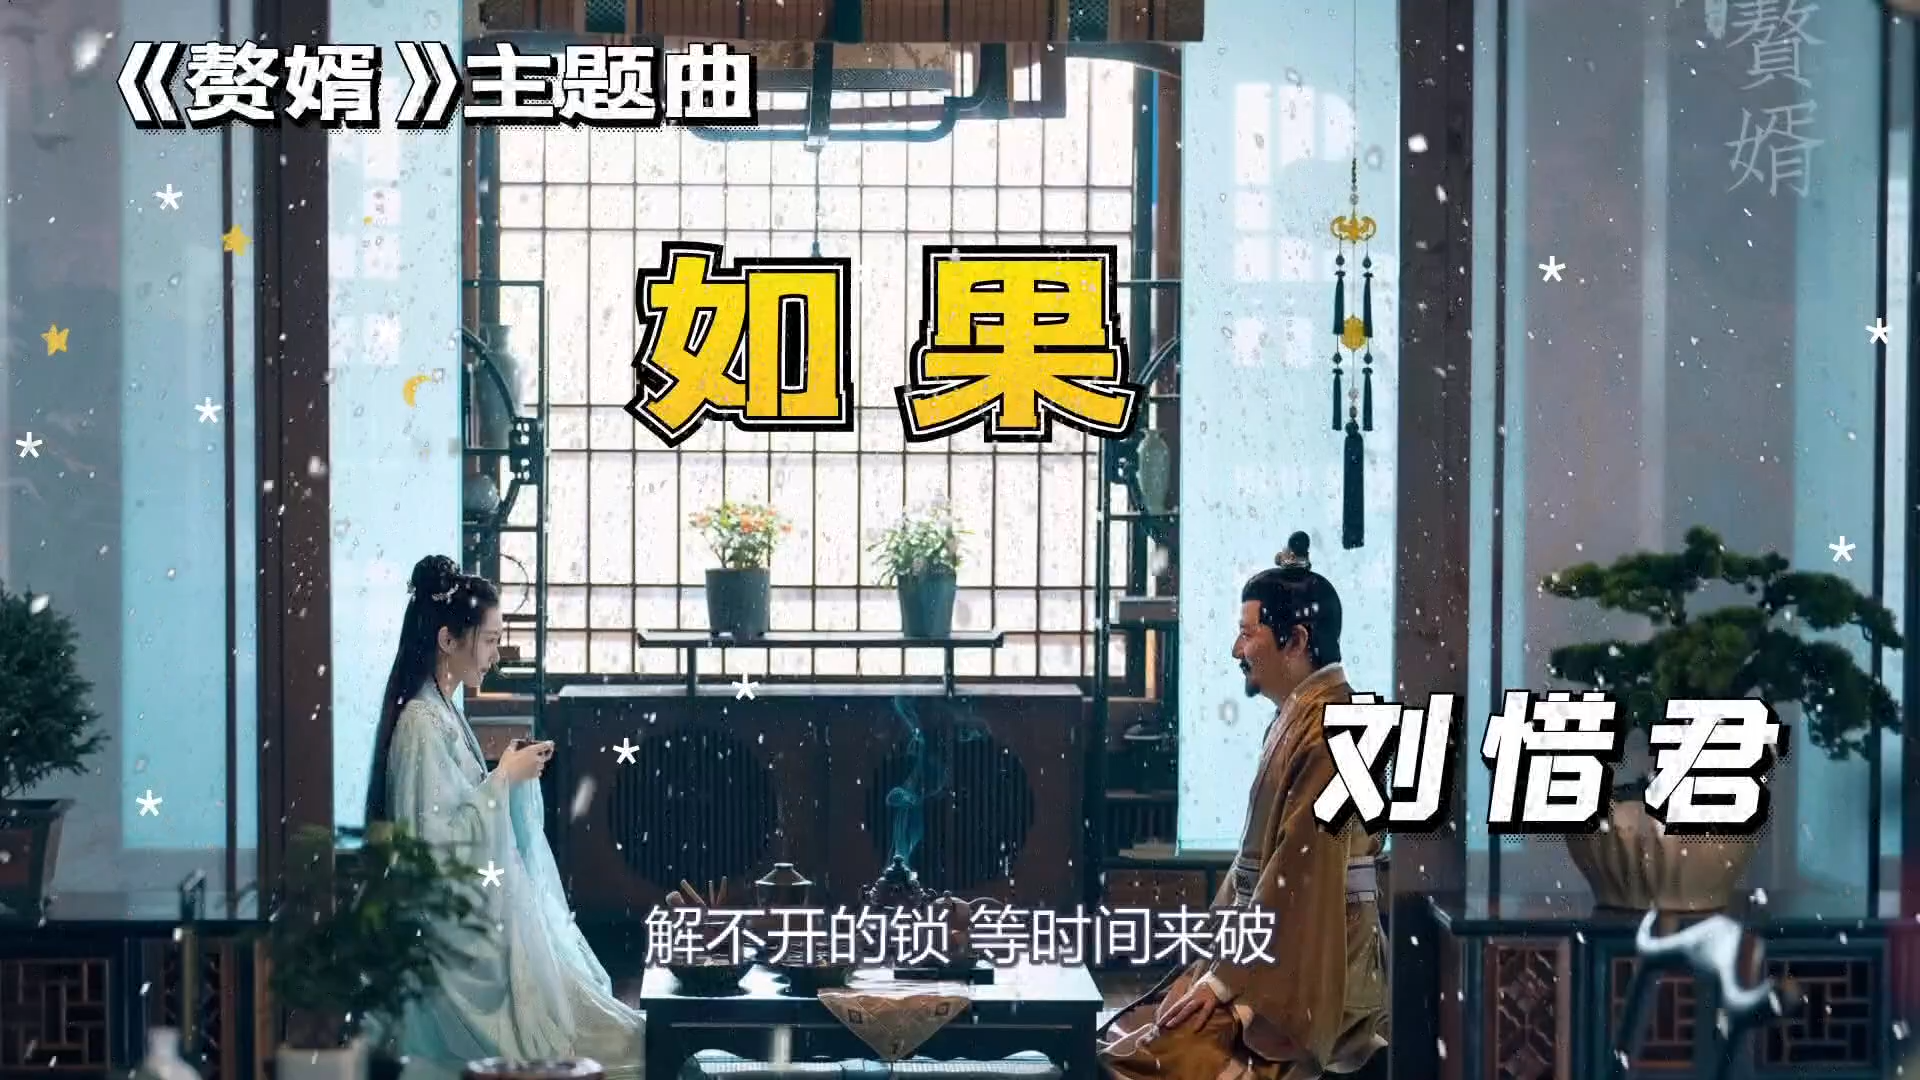 《赘婿》主题曲
贅婿
如果
刘惜君
解不开的锁 等时间来破